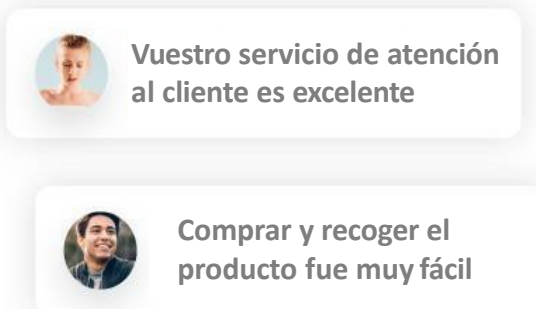 Vuestro servicio de atención
al cliente es excelente
Comprar y recoger el
producto fue muy fácil